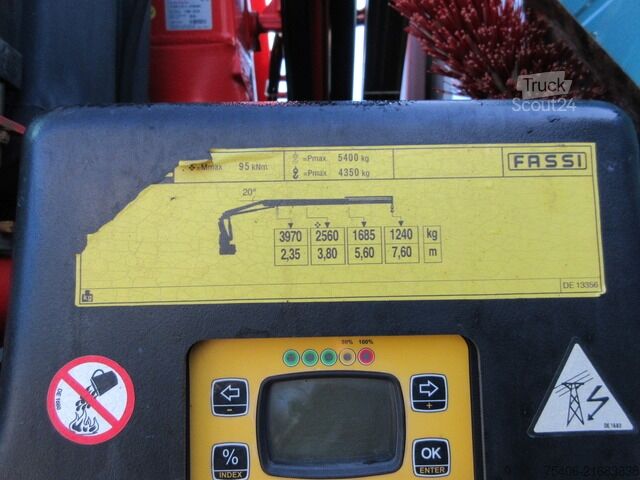 Truck
Scout24
Mmax 95 kNm
=Pmax 5400 kg
=Pmax 4350 kg
FASSI
20°
3970 2560 1685 1240 kg
2,35 3,80 5,60 7,60 m
kg
DE 13356
50% 100%
-
+
%
INDEX
OK
ENTER